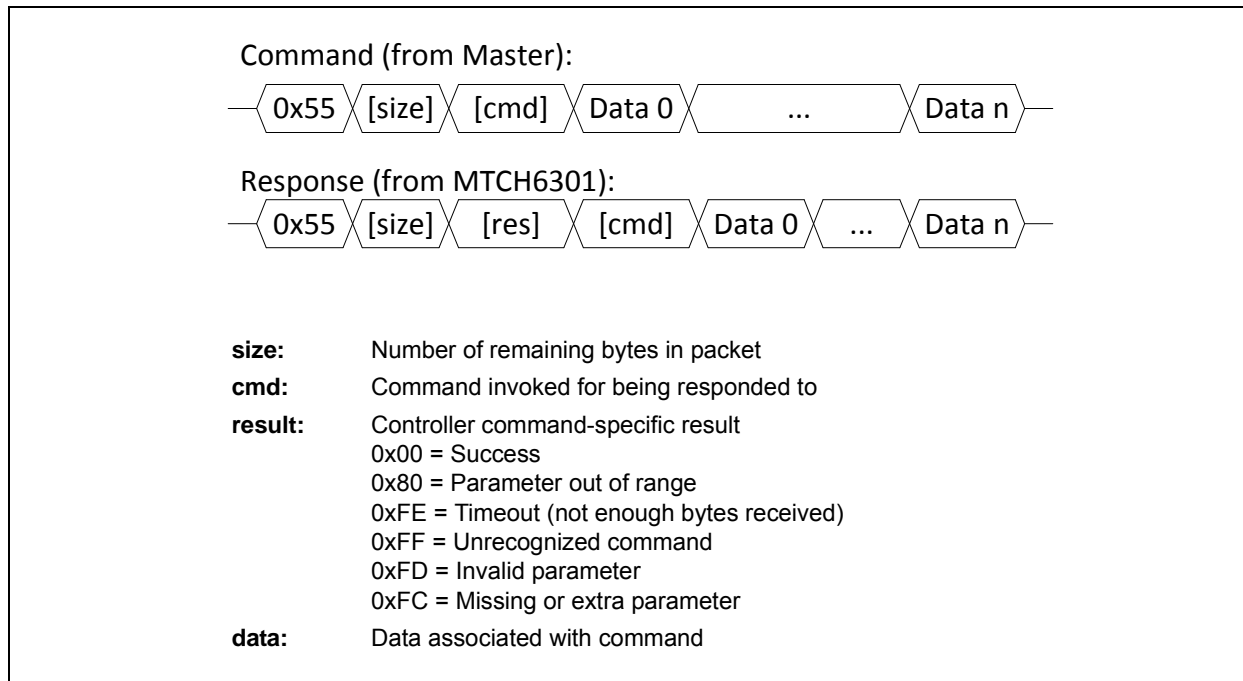 Command (from Master):
0x55 [size] [cmd] Data 0 ... Data n
Response (from MTCH6301):
0x55 [size] [res] [cmd] Data 0 ... Data n
size: Number of remaining bytes in packet
cmd: Command invoked for being responded to
result: Controller command-specific result
0x00 = Success
0x80 = Parameter out of range
0xFE = Timeout (not enough bytes received)
0xFF = Unrecognized command
0xFD = Invalid parameter
0xFC = Missing or extra parameter
data: Data associated with command